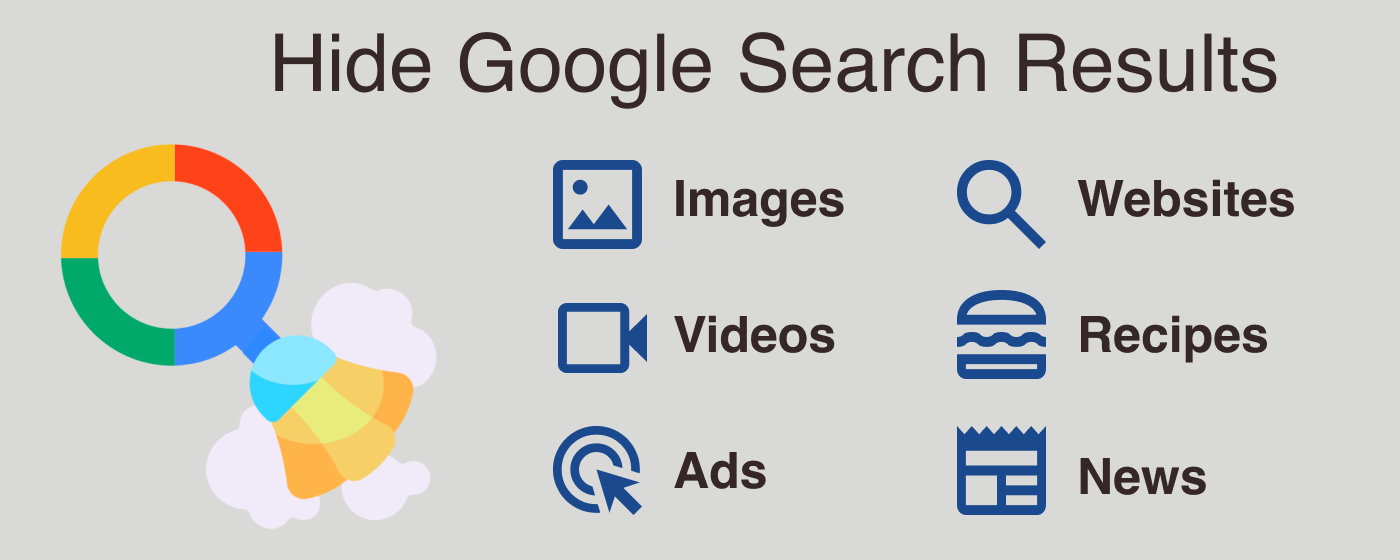 Hide Google Search Results
Images
Websites
Videos
Recipes
Ads
News